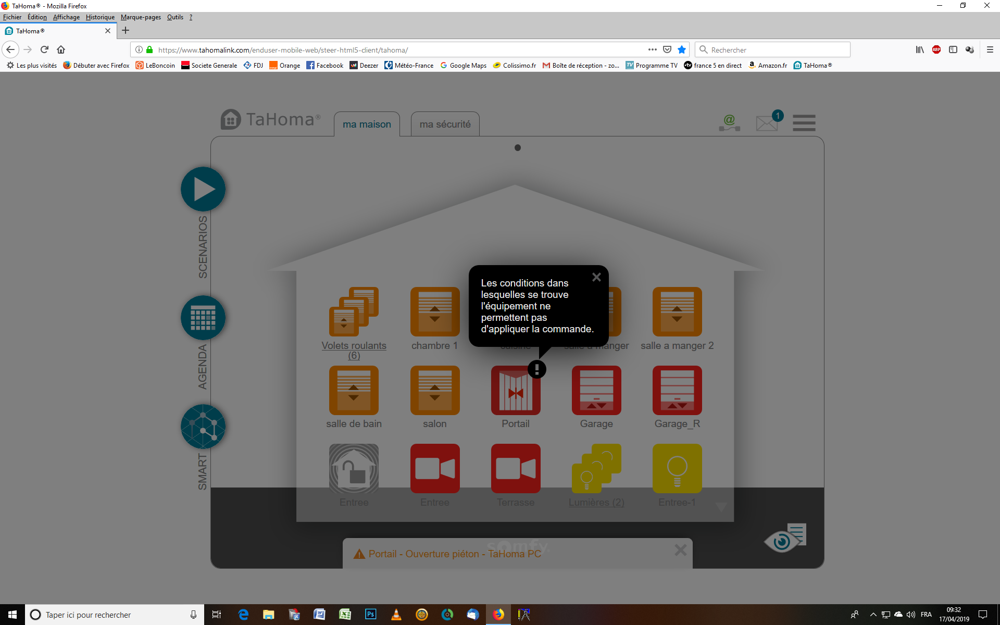 TaHoma® - Mozilla Firefox
Fichier Édition Affichage Historique Marque-pages Outils ?
TaHoma®
https://www.tahomalink.com/enduser-mobile-web/steer-html5-client/tahoma/
Rechercher
ABP
Les plus visités Débuter avec Firefox LeBoncoin Societe Generale FDJ Orange Facebook Deezer Météo-France Google Maps Colissimo.fr Boîte de réception - zo... Programme TV france 5 en direct Amazon.fr TaHoma®
TaHoma® ma maison ma sécurité @ 1
SCENARIOS
AGENDA
SMART
Les conditions dans
lesquelles se trouve
l'équipement ne
permettent pas
d'appliquer la commande.
Volets roulants
(6)
chambre 1 cuisine salle a manger salle a manger 2
salle de bain salon Portail Garage Garage_R
Entree Entree Terrasse Lumières (2) Entree-1
somfy.
Portail - Ouverture piéton - TaHoma PC
Taper ici pour rechercher
Ps
FRA
09:32
17/04/2019